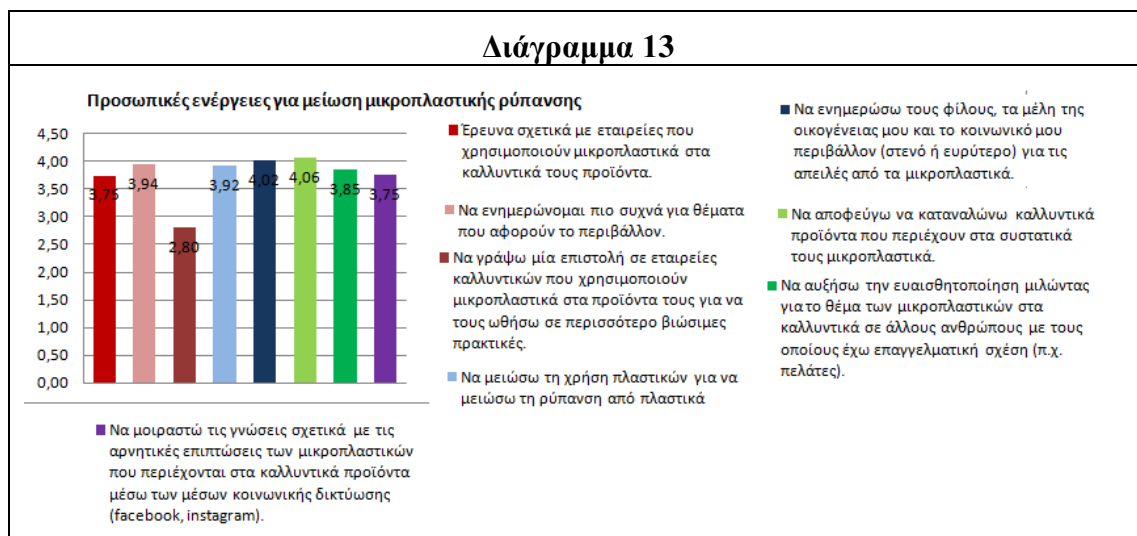 Διάγραμμα 13
Προσωπικές ενέργειες για μείωση μικροπλαστικής ρύπανσης
4,50
4,00
3,50
3,00
2,50
2,00
1,50
1,00
0,50
0,00
3,75
3,94
2,80
3,92
4,02
4,06
3,85
3,75
Έρευνα σχετικά με εταιρείες που
χρησιμοποιούν μικροπλαστικά στα
καλλυντικά τους προϊόντα.
Να ενημερώνομαι πιο συχνά για θέματα
που αφορούν το περιβάλλον.
Να γράψω μία επιστολή σε εταιρείες
καλλυντικών που χρησιμοποιούν
μικροπλαστικά στα προϊόντα τους για να
τους ωθήσω σε περισσότερο βιώσιμες
πρακτικές.
Να μειώσω τη χρήση πλαστικών για να
μειώσω τη ρύπανση από πλαστικά
Να ενημερώσω τους φίλους, τα μέλη της
οικογένειας μου και το κοινωνικό μου
περιβάλλον (στενό ή ευρύτερο) για τις
απειλές από τα μικροπλαστικά.
Να αποφεύγω να καταναλώνω καλλυντικά
προϊόντα που περιέχουν στα συστατικά
τους μικροπλαστικά.
Να αυξήσω την ευαισθητοποίηση μιλώντας
για το θέμα των μικροπλαστικών στα
καλλυντικά σε άλλους ανθρώπους με τους
οποίους έχω επαγγελματική σχέση (π.χ.
πελάτες).
Να μοιραστώ τις γνώσεις σχετικά με τις
αρνητικές επιπτώσεις των μικροπλαστικών
που περιέχονται στα καλλυντικά προϊόντα
μέσω των μέσων κοινωνικής δικτύωσης
(facebook, instagram).